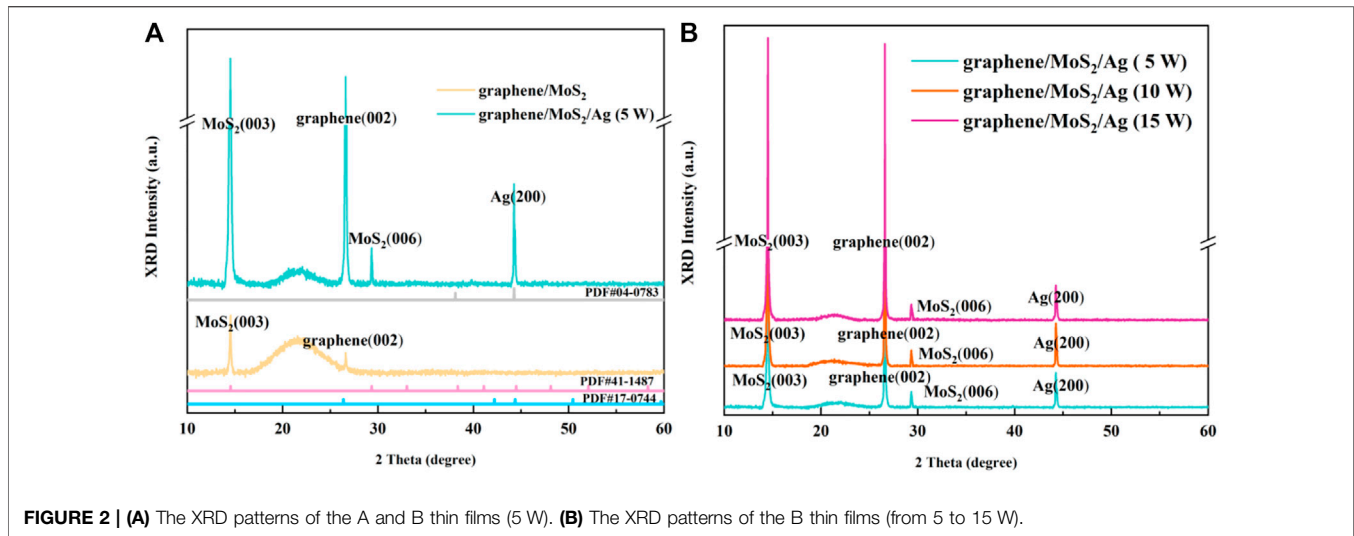 A
graphene/MoS₂
graphene/MoS₂/Ag (5 W)
MoS₂(003)
graphene(002)
MoS₂(006)
Ag(200)
PDF#04-0783
MoS₂(003)
graphene(002)
PDF#41-1487
PDF#17-0744
XRD Intensity (a.u.)
10 20 30 40 50 60
2 Theta (degree)
B
graphene/MoS₂/Ag ( 5 W)
graphene/MoS₂/Ag (10 W)
graphene/MoS₂/Ag (15 W)
MoS₂(003)
graphene(002)
MoS₂(006)
Ag(200)
MoS₂(003)
graphene(002)
MoS₂(006)
Ag(200)
MoS₂(003)
graphene(002)
MoS₂(006)
Ag(200)
XRD Intensity (a.u.)
10 20 30 40 50 60
2 Theta (degree)
FIGURE 2 | (A) The XRD patterns of the A and B thin films (5 W). (B) The XRD patterns of the B thin films (from 5 to 15 W).